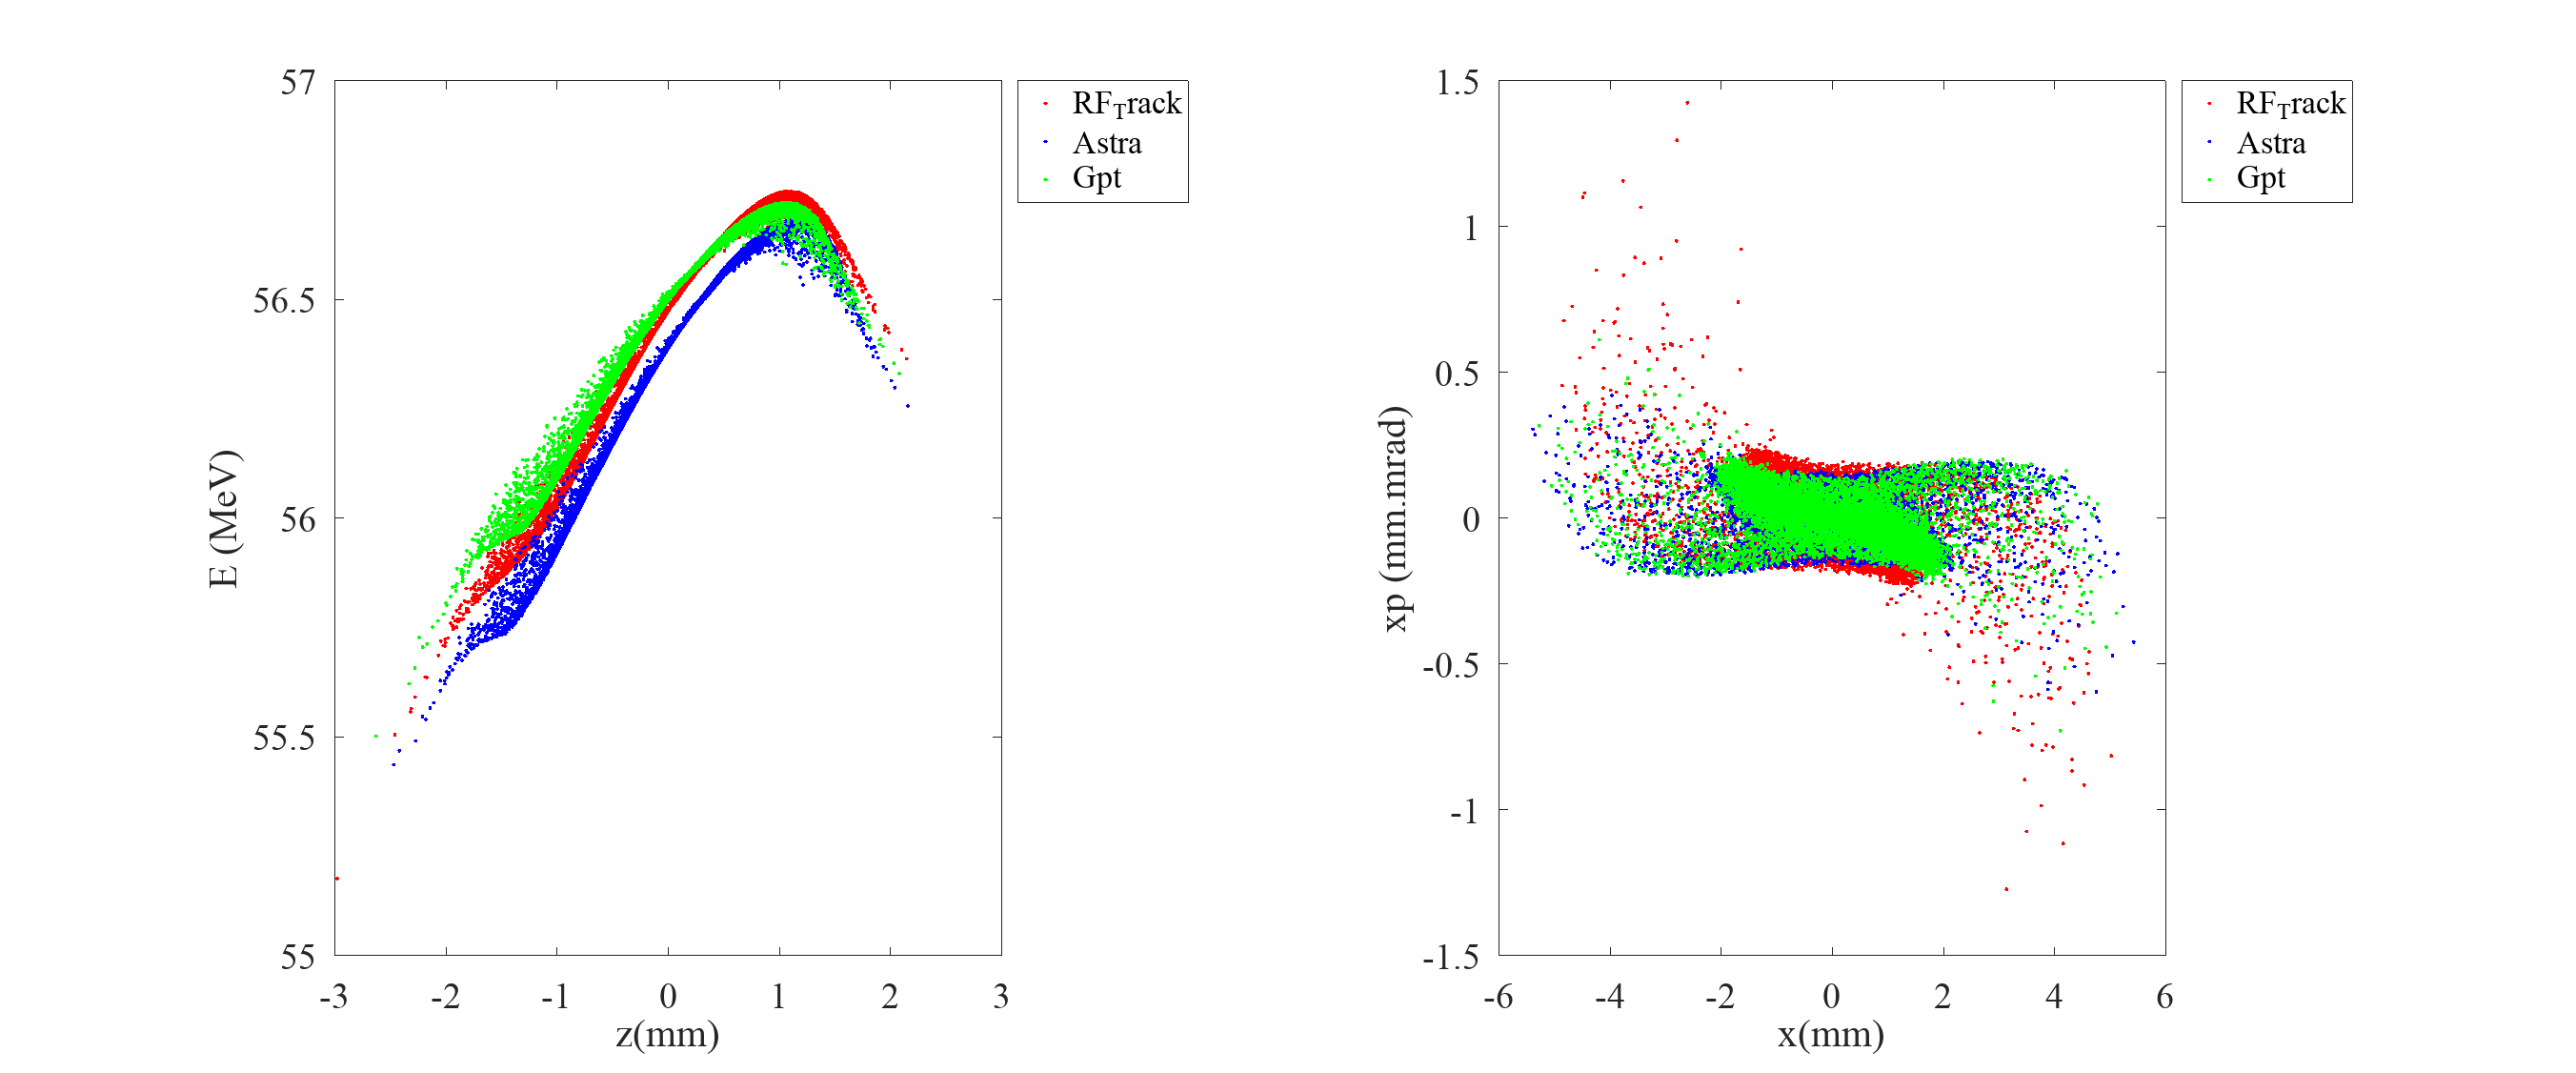 57
56.5
56
55.5
55
-3 -2 -1 0 1 2 3
z(mm)
E (MeV)
RF_Track
Astra
Gpt
1.5
1
0.5
0
-0.5
-1
-1.5
-6 -4 -2 0 2 4 6
x(mm)
xp (mm.mrad)
RF_Track
Astra
Gpt